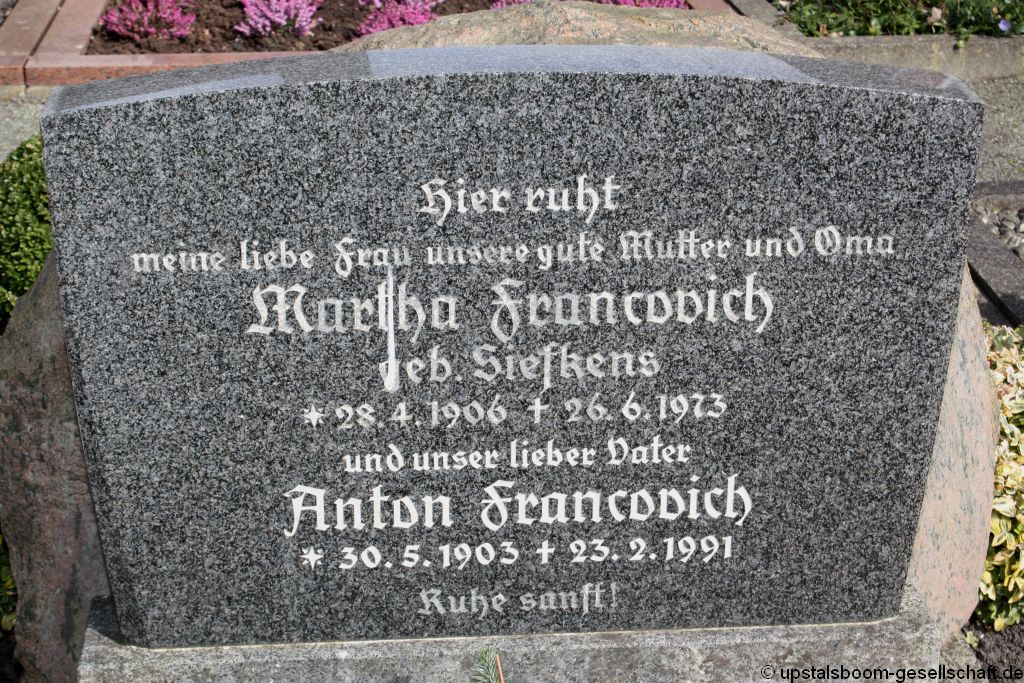 Hier ruht
meine liebe Frau unsere gute Mutter und Oma
Martha Francovich
geb. Siefkens
* 28.4.1906 † 26.6.1973
und unser lieber Vater
Anton Francovich
* 30.5.1903 † 23.2.1991
Ruhe sanft!
© upstalsboom-gesellschaft.de